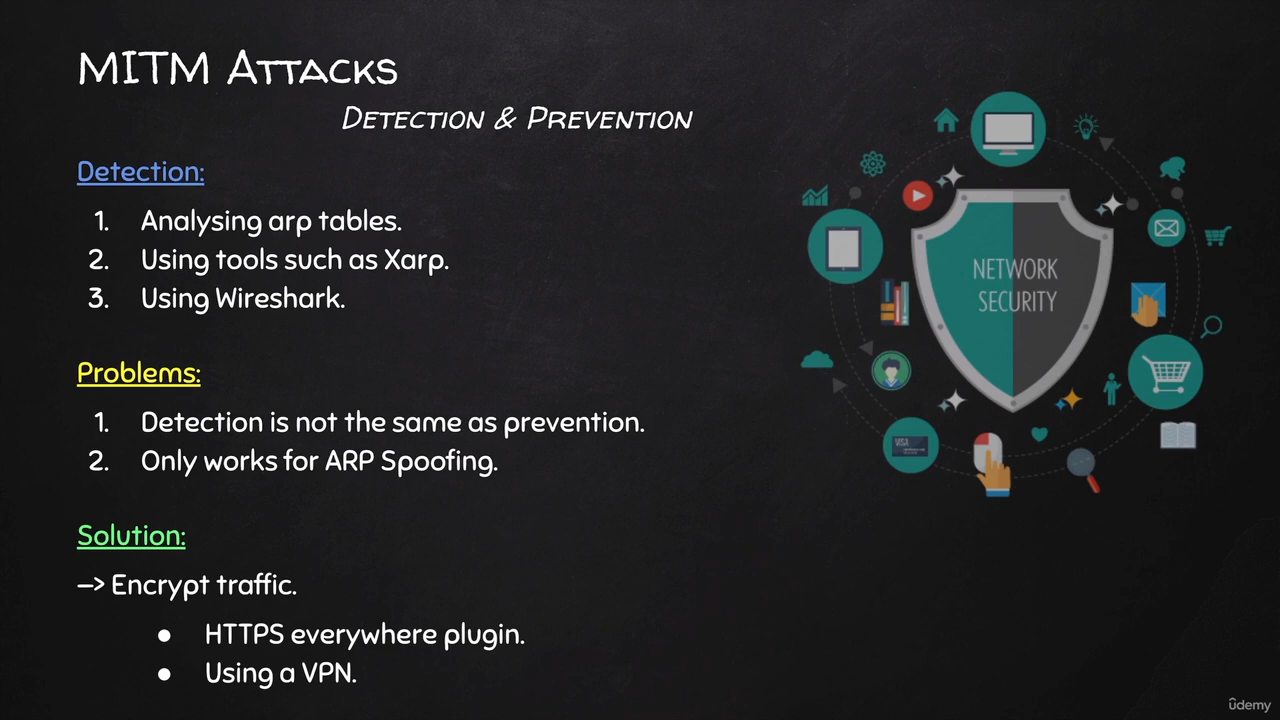 MITM Attacks
Detection & Prevention
Detection:
1. Analysing arp tables.
2. Using tools such as Xarp.
3. Using Wireshark.
Problems:
1. Detection is not the same as prevention.
2. Only works for ARP Spoofing.
Solution:
—> Encrypt traffic.
● HTTPS everywhere plugin.
● Using a VPN.
NETWORK
SECURITY
VISA
ûdemy